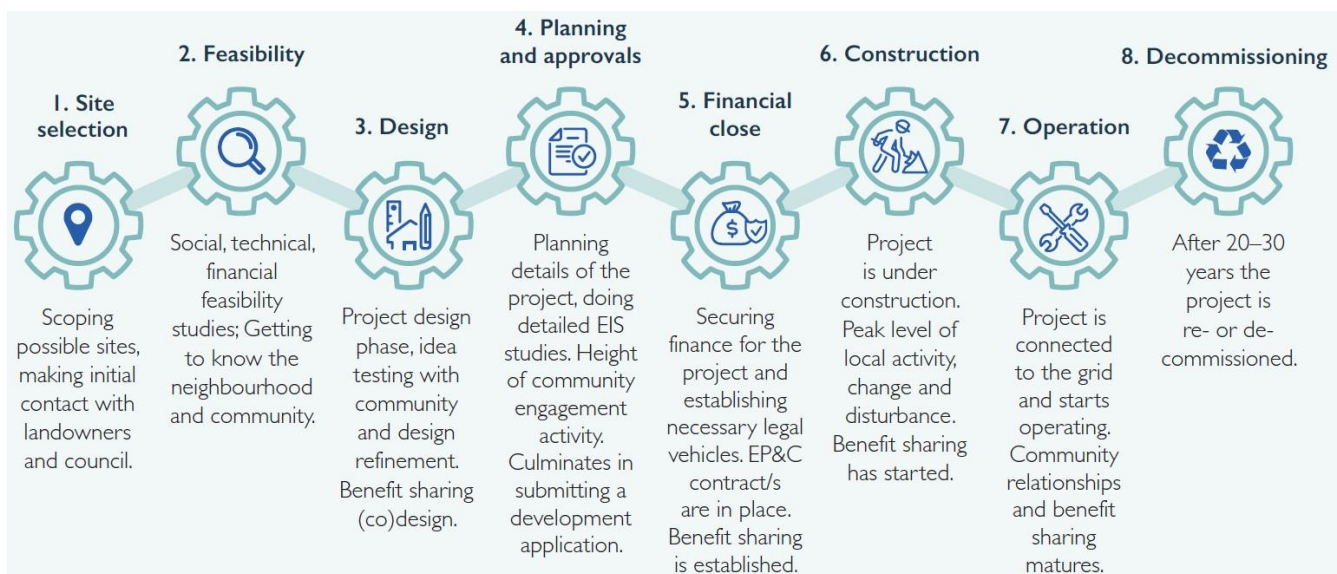 1. Site
selection
Scoping
possible sites,
making initial
contact with
landowners
and council.
2. Feasibility
Social, technical,
financial
feasibility
studies; Getting
to know the
neighbourhood
and community.
3. Design
Project design
phase, idea
testing with
community
and design
refinement.
Benefit sharing
(co)design.
4. Planning
and approvals
Planning
details of the
project, doing
detailed EIS
studies. Height
of community
engagement
activity.
Culminates in
submitting a
development
application.
5. Financial
close
$
Securing
finance for the
project and
establishing
necessary legal
vehicles. EP&C
contract/s
are in place.
Benefit sharing
is established.
6. Construction
Project
is under
construction.
Peak level of
local activity,
change and
disturbance.
Benefit sharing
has started.
7. Operation
Project is
connected
to the grid
and starts
operating.
Community
relationships
and benefit
sharing
matures.
8. Decommissioning
After 20–30
years the
project is
re- or de-
commissioned.